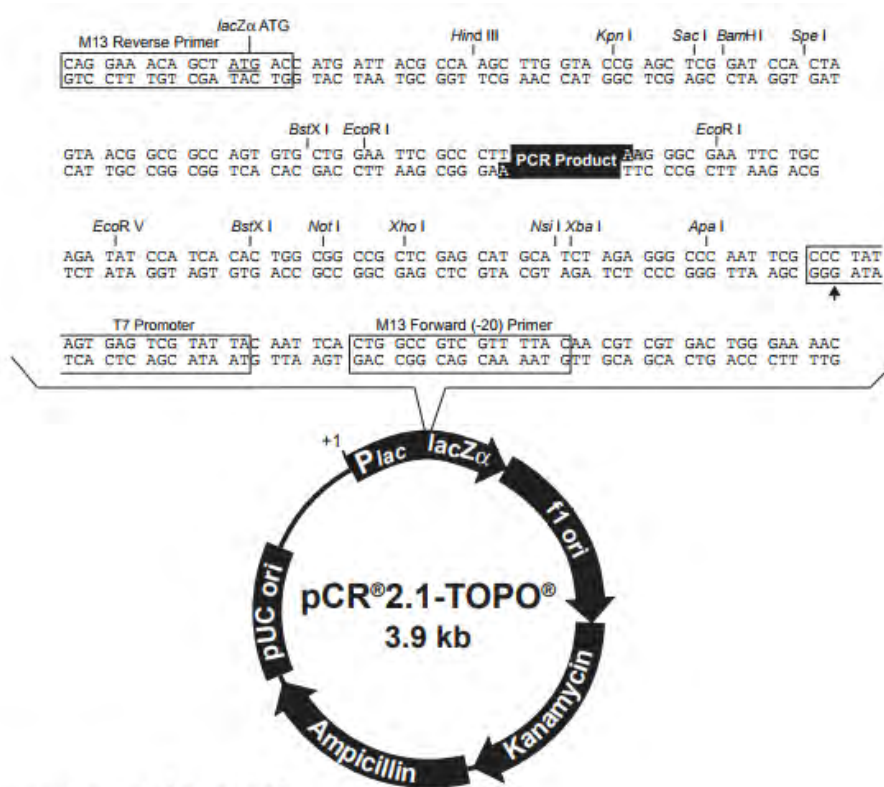 lacZα ATG
M13 Reverse Primer
Hind III Kpn I Sac I BamH I Spe I
CAG GAA ACA GCT ATG ACC ATG ATT ACG CCA AGC TTG GTA CCG AGC TCG GAT CCA CTA
GTC CTT TGT CGA TAC TGG TAC TAA TGC GGT TCG AAC CAT GGC TCG AGC CTA GGT GAT
BstX I EcoR I EcoR I
GTA ACG GCC GCC AGT GTG CTG GAA TTC GCC CTT PCR Product AAG GGC GAA TTC TGC
CAT TGC CGG CGG TCA CAC GAC CTT AAG CGG GAA TTC CCG CTT AAG ACG
EcoR V BstX I Not I Xho I Nsi I Xba I Apa I
AGA TAT CCA TCA CAC TGG CGG CCG CTC GAG CAT GCA TCT AGA GGG CCC AAT TCG CCC TAT
TCT ATA GGT AGT GTG ACC GCC GGC GAG CTC GTA CGT AGA TCT CCC GGG TTA AGC GGG ATA
T7 Promoter M13 Forward (-20) Primer
AGT GAG TCG TAT TAC AAT TCA CTG GCC GTC GTT TTA CAA CGT CGT GAC TGG GAA AAC
TCA CTC AGC ATA ATG TTA AGT GAC CGG CAG CAA AAT GTT GCA GCA CTG ACC CTT TTG
+1
Plac lacZα
f1 ori
pUC ori
pCR®2.1-TOPO®
3.9 kb
Kanamycin
Ampicillin